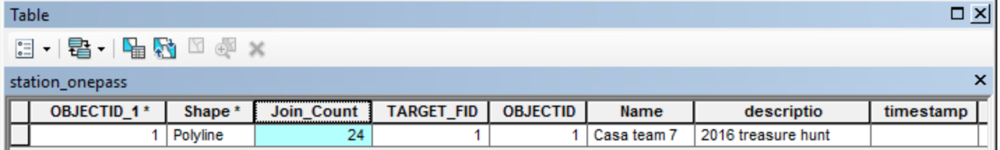 Table
station_onepass
OBJECTID_1 * Shape * Join_Count TARGET_FID OBJECTID Name descriptio timestamp
1 Polyline 24 1 1 Casa team 7 2016 treasure hunt